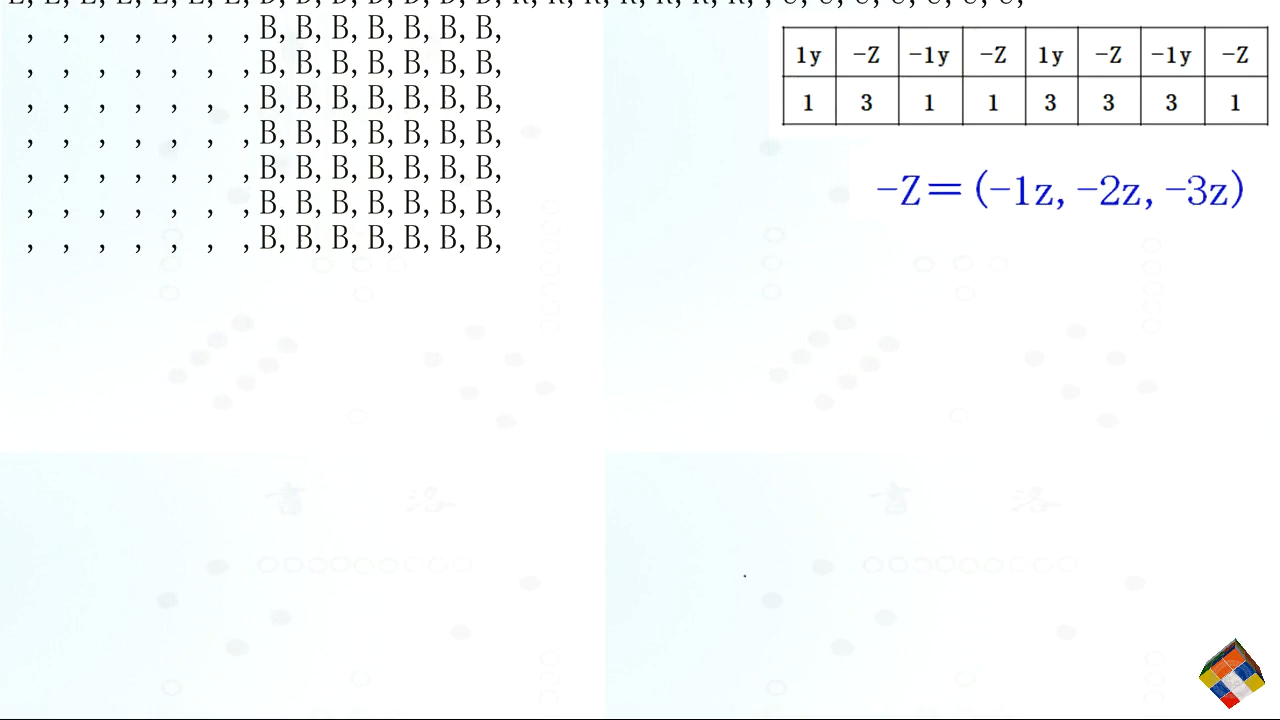 , , , , , , ,B, B, B, B, B, B, B,
, , , , , , ,B, B, B, B, B, B, B,
, , , , , , ,B, B, B, B, B, B, B,
, , , , , , ,B, B, B, B, B, B, B,
, , , , , , ,B, B, B, B, B, B, B,
, , , , , , ,B, B, B, B, B, B, B,
, , , , , , ,B, B, B, B, B, B, B,
1y -Z -1y -Z 1y -Z -1y -Z
1 3 1 1 3 3 3 1
-Z=(-1z, -2z, -3z)